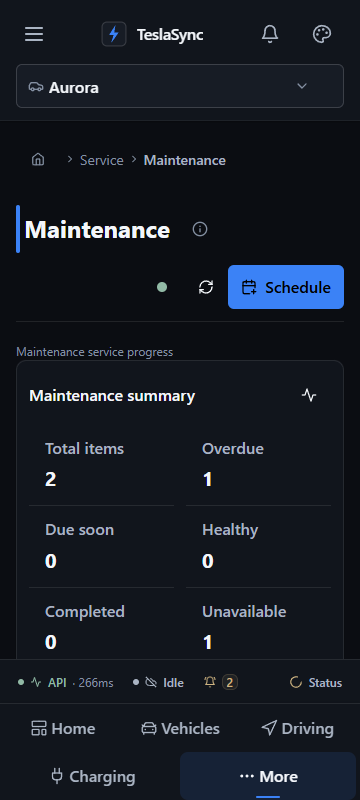 TeslaSync
Aurora
Service
Maintenance
Maintenance
Schedule
Maintenance service progress
Maintenance summary
Total items
Overdue
2
1
Due soon
Healthy
0
0
Completed
Unavailable
0
1
API · 266ms
Idle
2
Status
Home
Vehicles
Driving
Charging
More